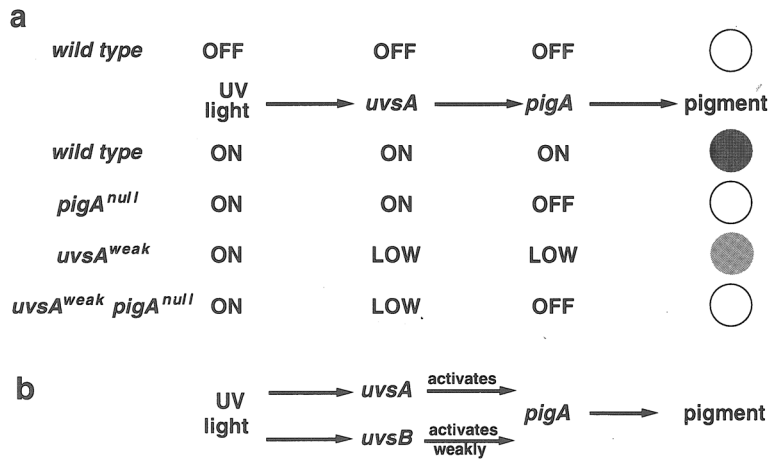 a
wild type OFF OFF OFF
UV
light uvsA pigA pigment
wild type ON ON ON
pigA null ON ON OFF
uvsA weak ON LOW LOW
uvsA weak pigA null ON LOW OFF
b
UV
light
uvsA activates
pigA pigment
uvsB activates
weakly